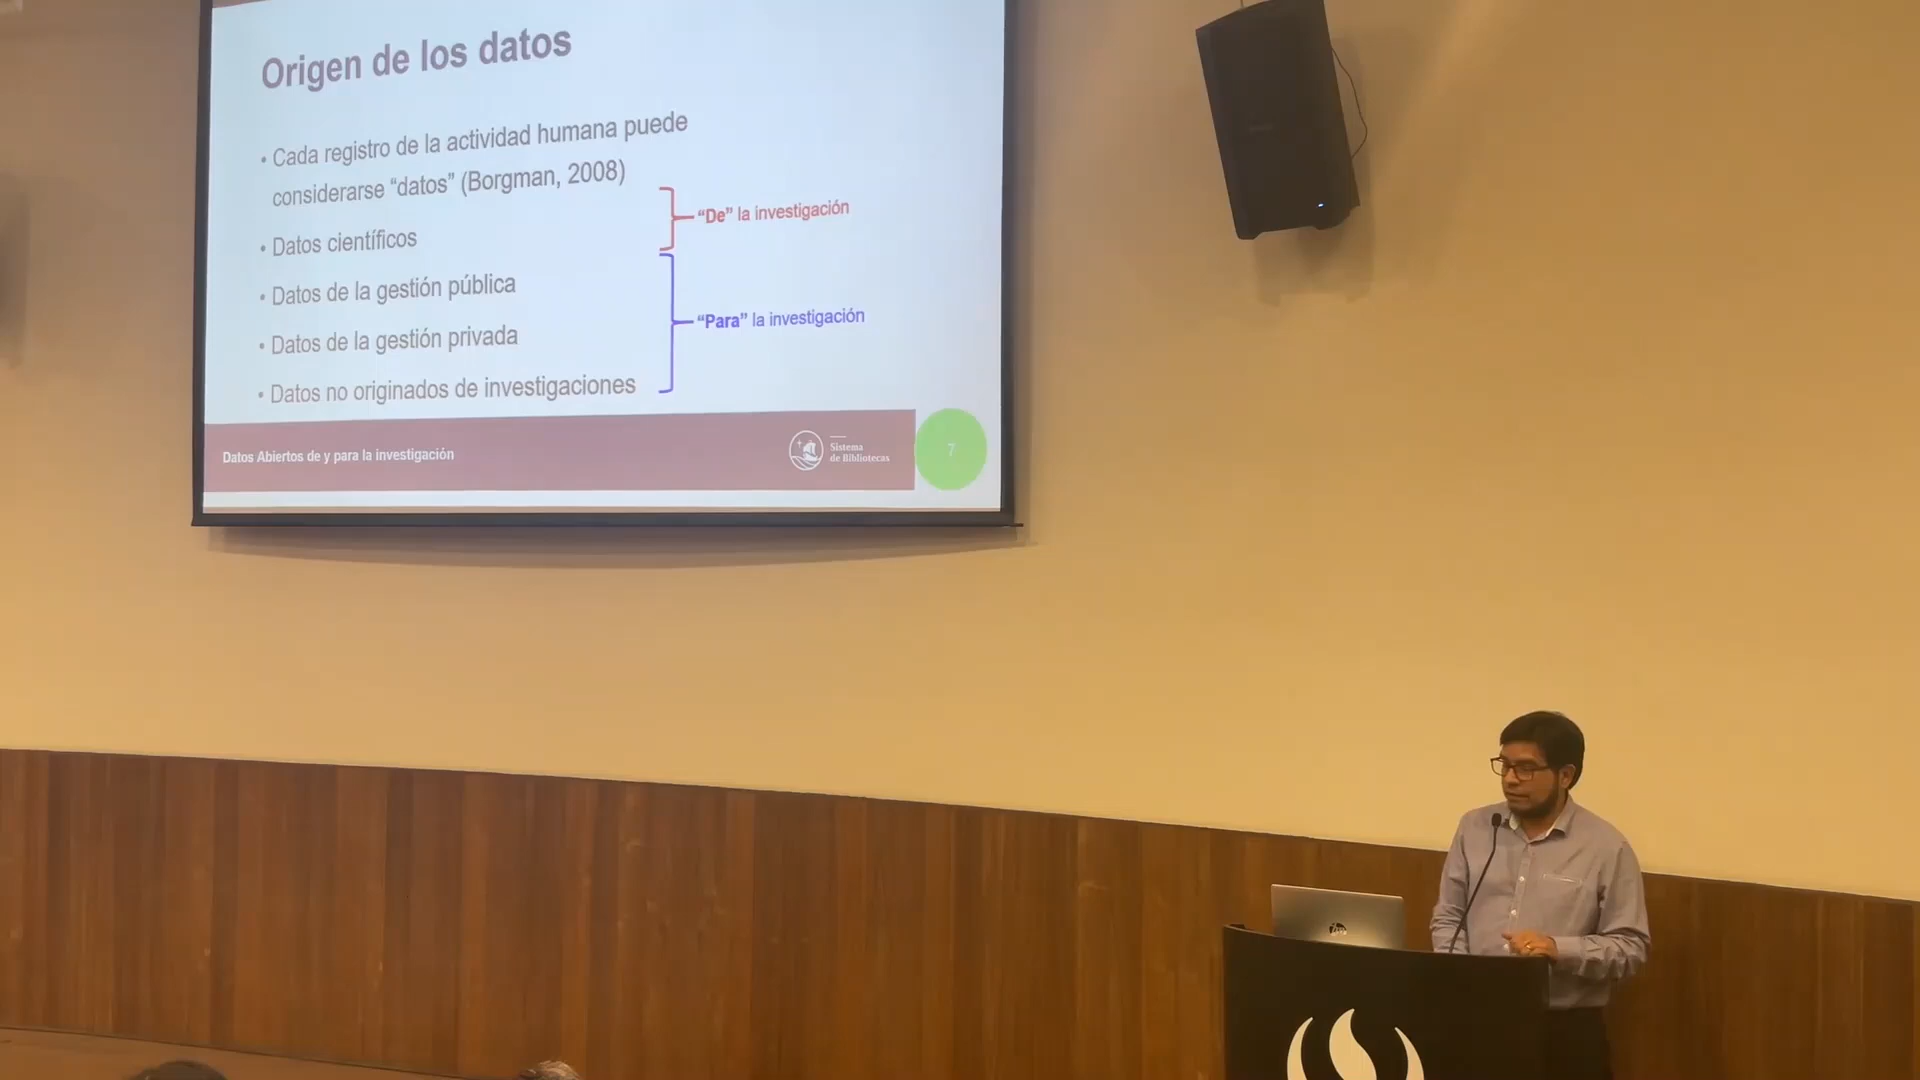 Origen de los datos
• Cada registro de la actividad humana puede
considerarse “datos” (Borgman, 2008)
• Datos científicos
“De” la investigación
• Datos de la gestión pública
• Datos de la gestión privada
• Datos no originados de investigaciones
“Para” la investigación
Datos Abiertos de y para la investigación
Sistema
de Bibliotecas
7
hp